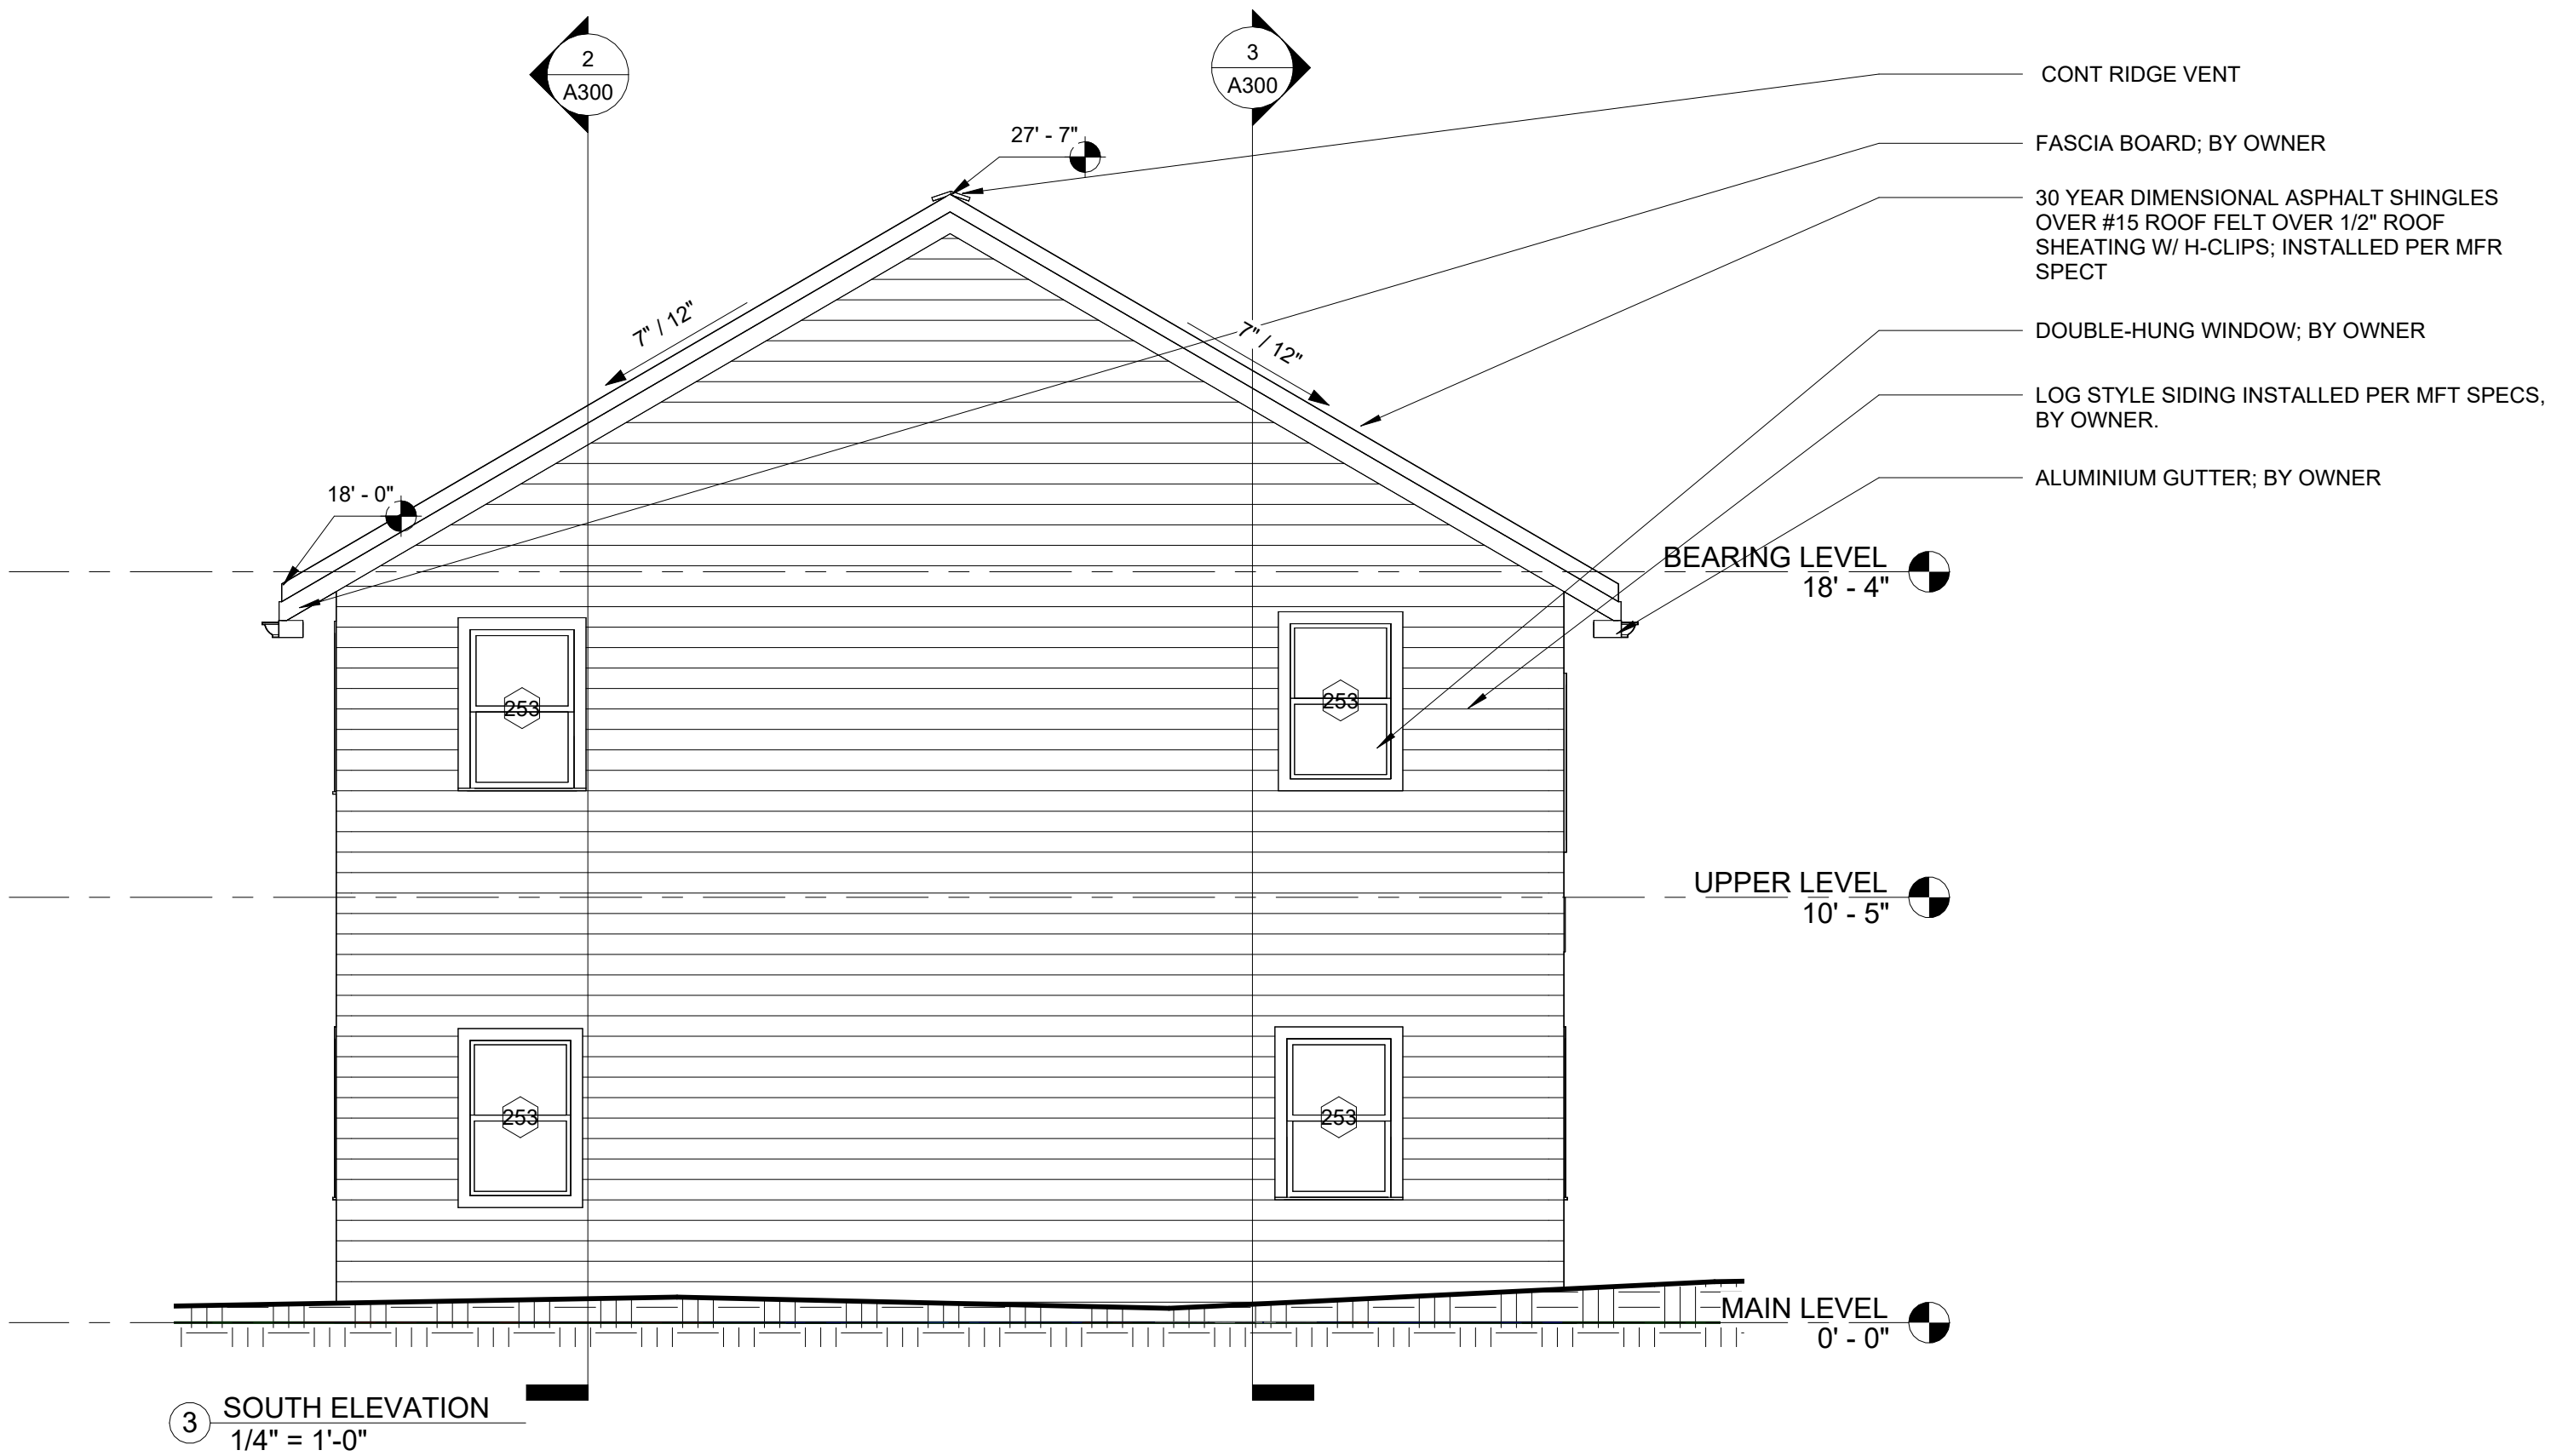 2
A300
3
A300
CONT RIDGE VENT
27' - 7"
FASCIA BOARD; BY OWNER
30 YEAR DIMENSIONAL ASPHALT SHINGLES
OVER #15 ROOF FELT OVER 1/2" ROOF
SHEATING W/ H-CLIPS; INSTALLED PER MFR
SPECT
7" / 12"
7" / 12"
DOUBLE-HUNG WINDOW; BY OWNER
LOG STYLE SIDING INSTALLED PER MFT SPECS,
BY OWNER.
ALUMINIUM GUTTER; BY OWNER
18' - 0"
BEARING LEVEL
18' - 4"
253
253
UPPER LEVEL
10' - 5"
253
253
MAIN LEVEL
0' - 0"
3
SOUTH ELEVATION
1/4" = 1'-0"